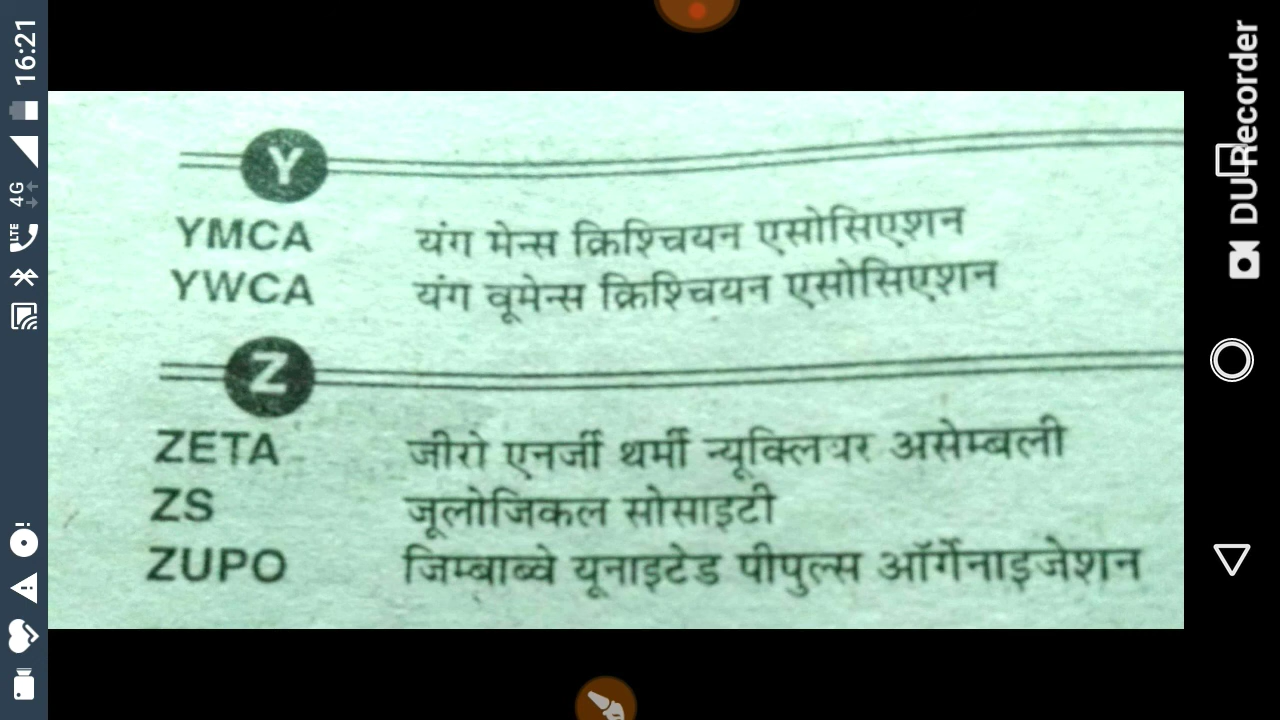 16:21
4G
LTE
DU Recorder
Y
YMCA यंग मेन्स क्रिश्चियन एसोसिएशन
YWCA यंग वूमेन्स क्रिश्चियन एसोसिएशन
Z
ZETA जीरो एनर्जी थर्मी न्यूक्लियर असेम्बली
ZS जूलोजिकल सोसाइटी
ZUPO जिम्बाब्वे यूनाइटेड पीपुल्स ऑर्गेनाइजेशन